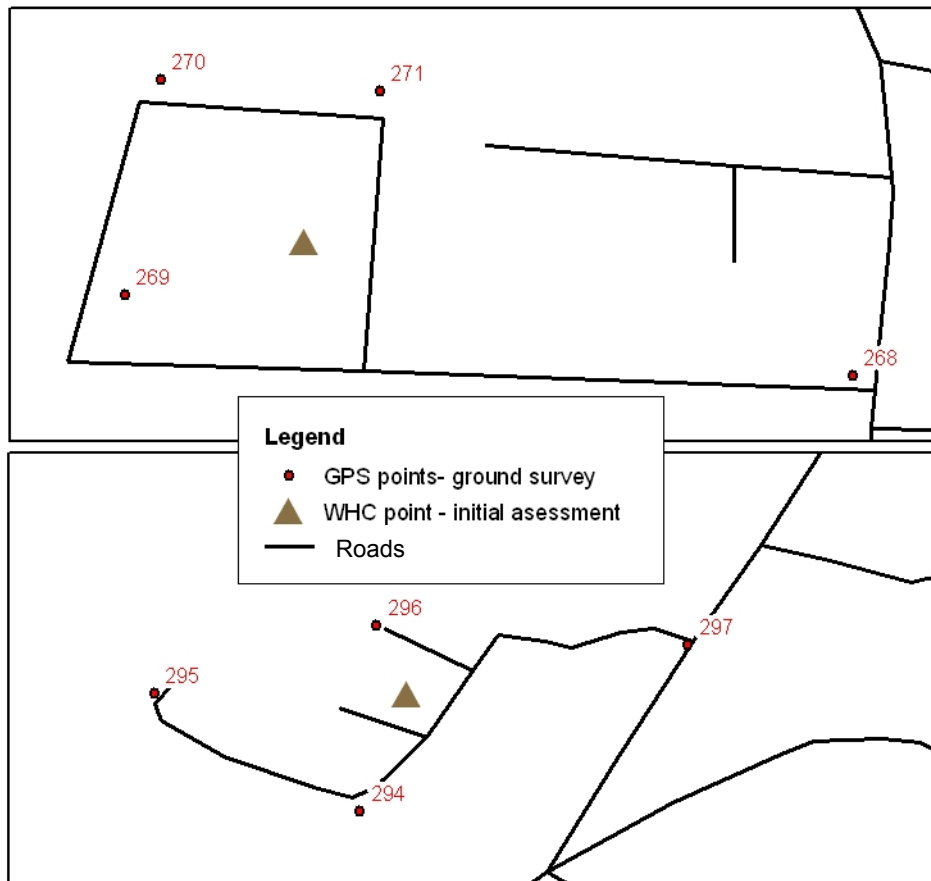 270
271
269
268
Legend
GPS points- ground survey
WHC point - initial asessment
Roads
296
297
295
294